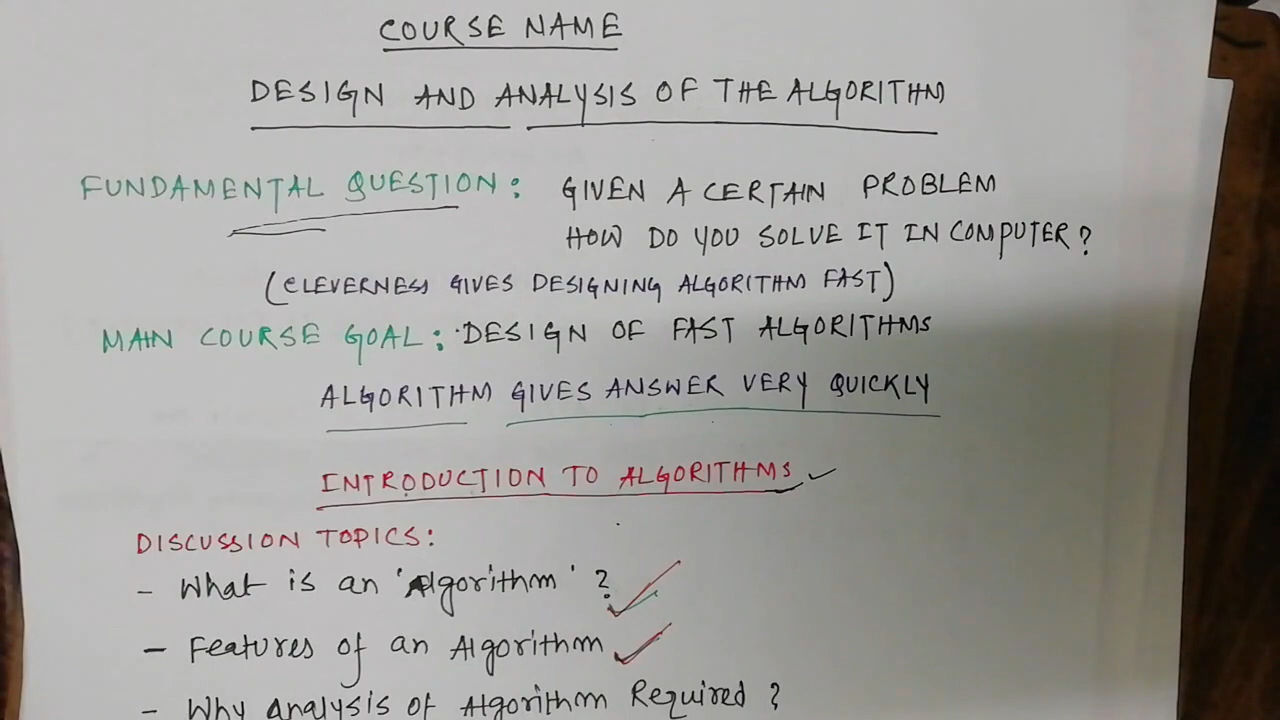 COURSE NAME
DESIGN AND ANALYSIS OF THE ALGORITHM
FUNDAMENTAL QUESTION: GIVEN A CERTAIN PROBLEM
HOW DO YOU SOLVE IT IN COMPUTER?
(CLEVERNESS GIVES DESIGNING ALGORITHM FAST)
MAIN COURSE GOAL: DESIGN OF FAST ALGORITHMS
ALGORITHM GIVES ANSWER VERY QUICKLY
INTRODUCTION TO ALGORITHMS
DISCUSSION TOPICS:
- What is an 'Algorithm' ?
- Features of an Algorithm
- Why Analysis of Algorithm Required ?